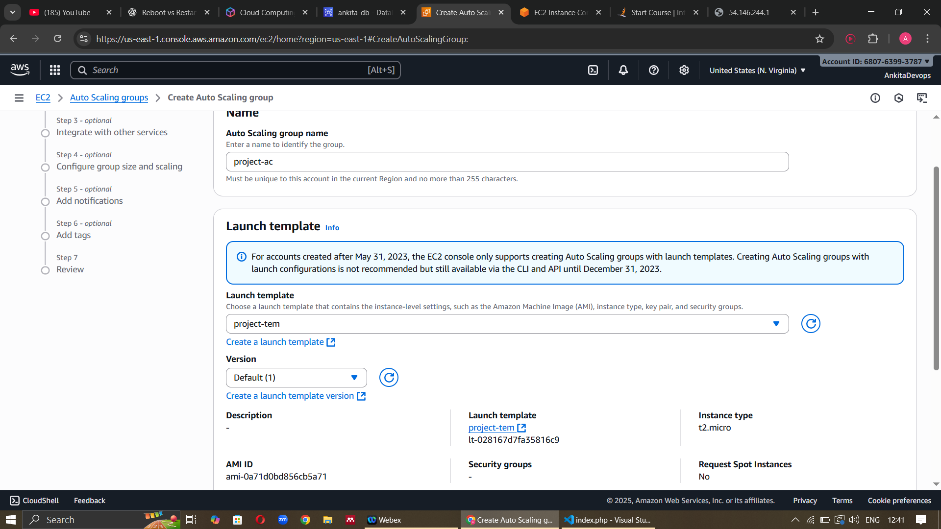 (185) YouTube
Reboot vs Resta
Cloud Computin
ankita_db - Data
Create Auto Scal
EC2 Instance Co
Start Course | In
54.146.244.1
https://us-east-1.console.aws.amazon.com/ec2/home?region=us-east-1#CreateAutoScalingGroup:
A
aws
Search
[Alt+S]
United States (N. Virginia)
Account ID: 6807-6399-3787
AnkitaDevops
EC2
Auto Scaling groups
Create Auto Scaling group
Step 3 - optional
Integrate with other services
Step 4 - optional
Configure group size and scaling
Step 5 - optional
Add notifications
Step 6 - optional
Add tags
Step 7
Review
Name
Auto Scaling group name
Enter a name to identify the group.
project-ac
Must be unique to this account in the current Region and no more than 255 characters.
Launch template Info
For accounts created after May 31, 2023, the EC2 console only supports creating Auto Scaling groups with launch templates. Creating Auto Scaling groups with
launch configurations is not recommended but still available via the CLI and API until December 31, 2023.
Launch template
Choose a launch template that contains the instance-level settings, such as the Amazon Machine Image (AMI), instance type, key pair, and security groups.
project-tem
Create a launch template
Version
Default (1)
Create a launch template version
Description
-
Launch template
project-tem
lt-028167d7fa35816c9
Instance type
t2.micro
AMI ID
ami-0a71d0bd856cb5a71
Security groups
-
Request Spot Instances
No
CloudShell
Feedback
© 2025, Amazon Web Services, Inc. or its affiliates.
Privacy
Terms
Cookie preferences
Search
Webex
Create Auto Scaling g...
index.php - Visual Stu...
ENG
12:41